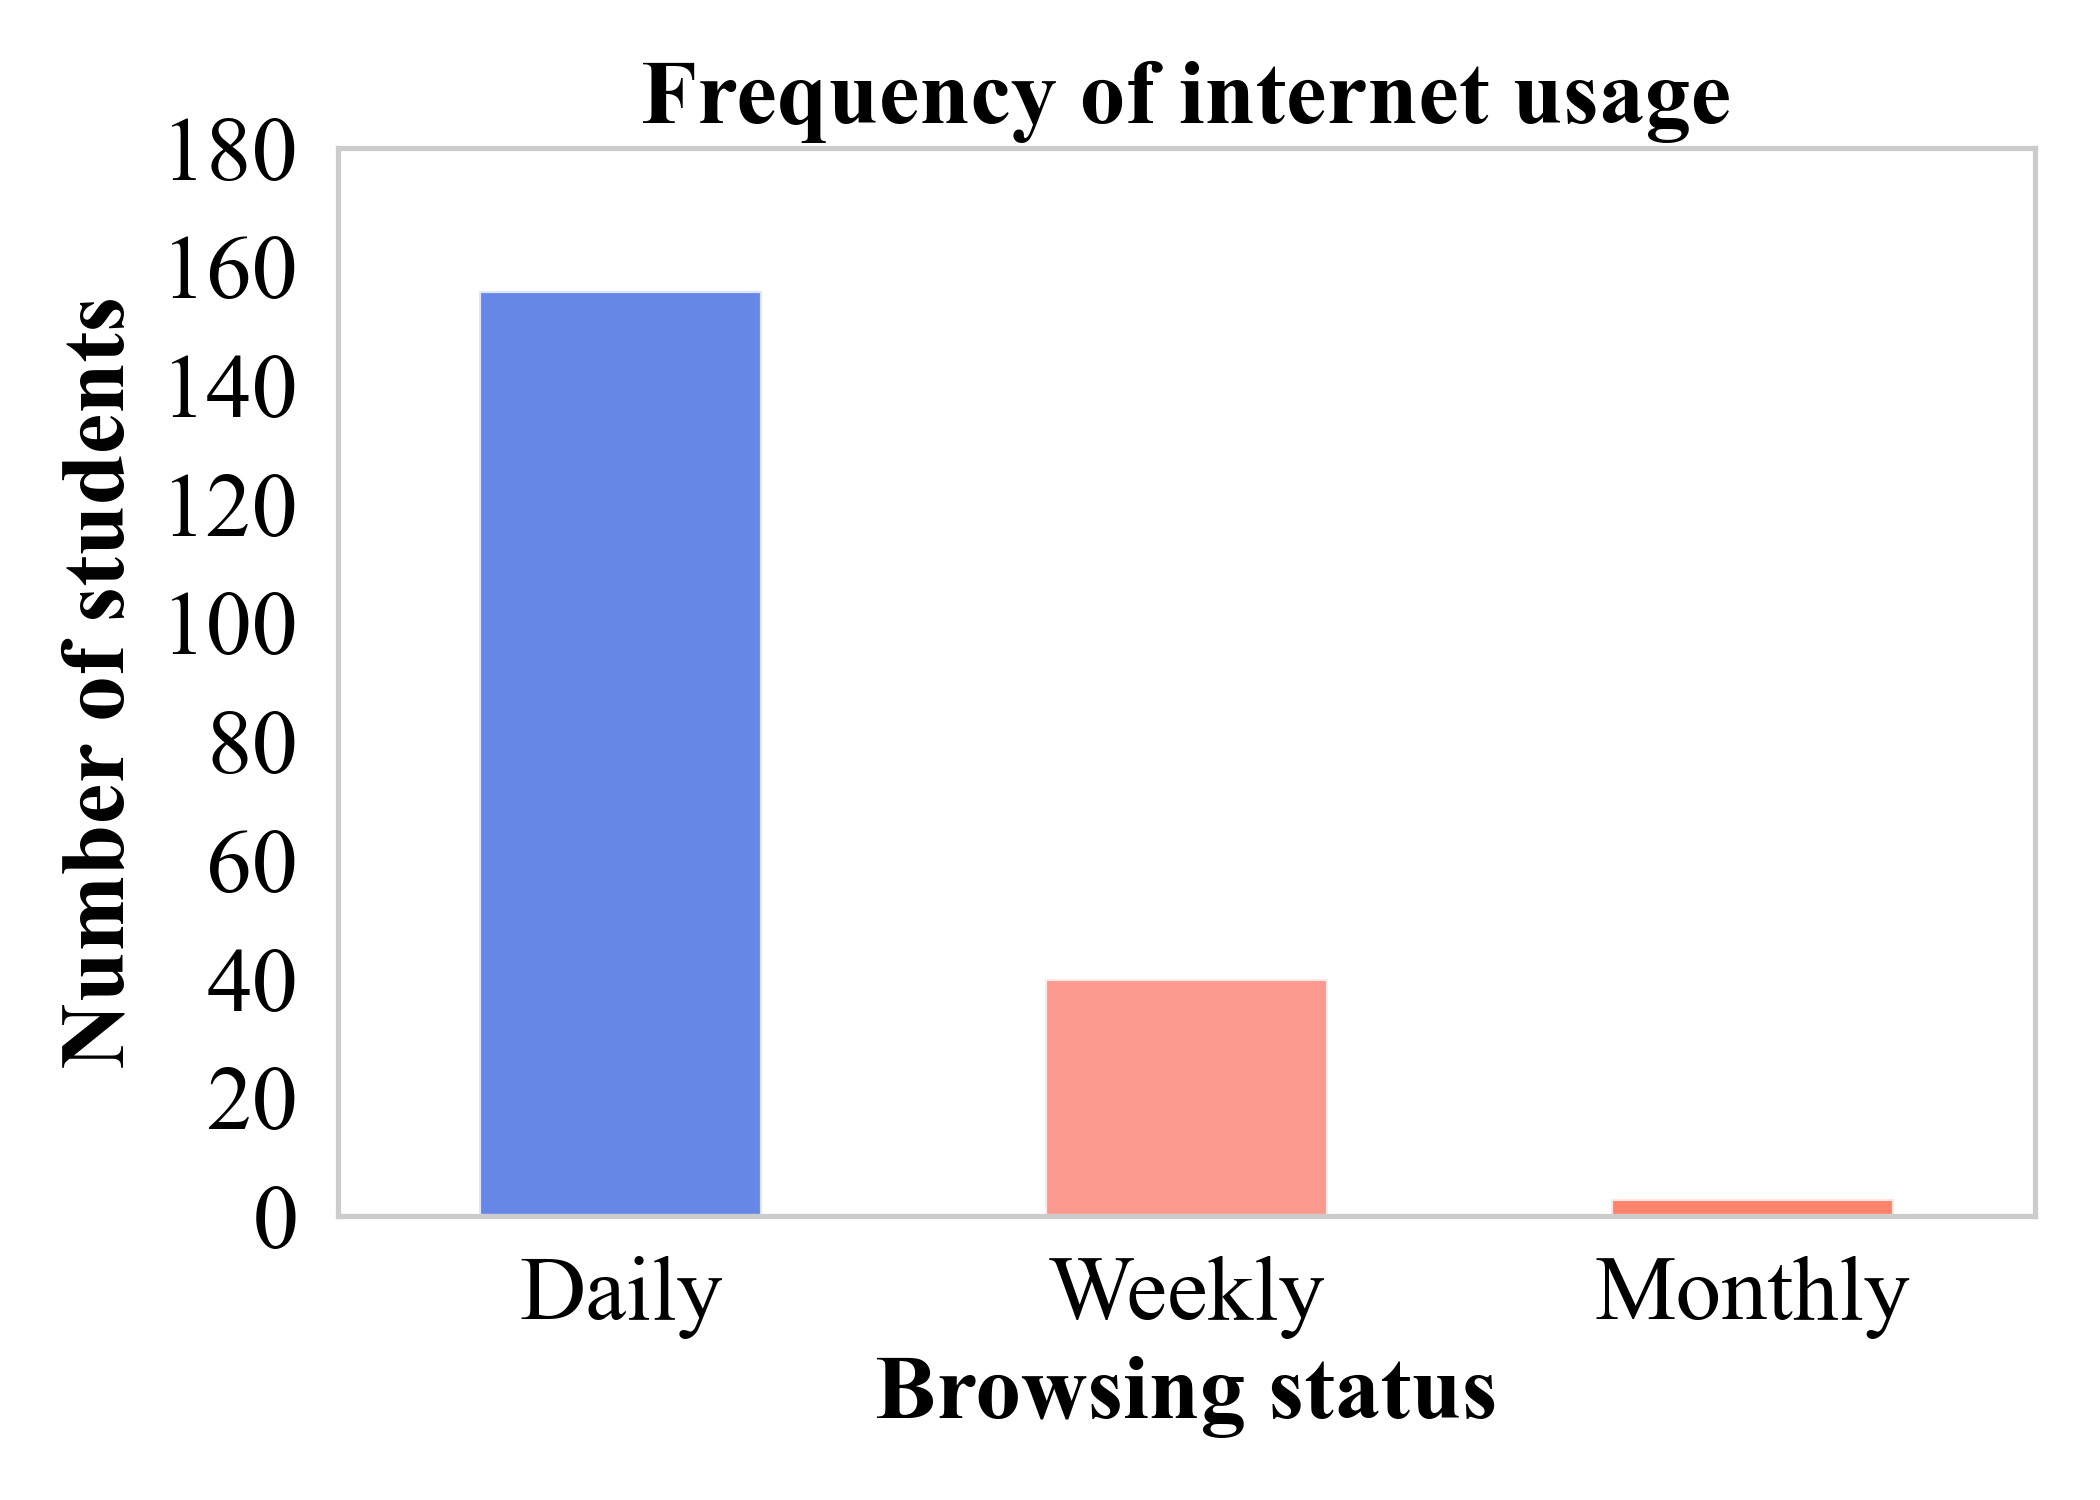 Frequency of internet usage
Number of students
180
160
140
120
100
80
60
40
20
0
Daily Weekly Monthly
Browsing status